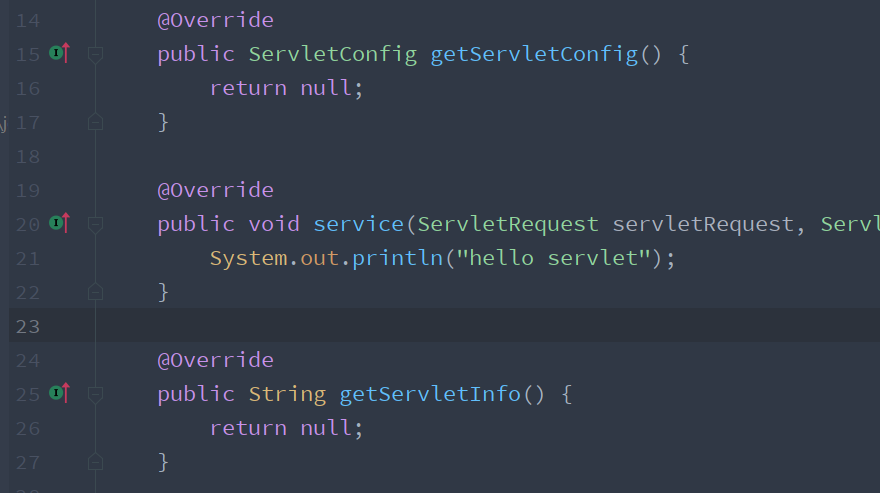 14 @Override
15 public ServletConfig getServletConfig() {
16 return null;
17 }
18
19 @Override
20 public void service(ServletRequest servletRequest, Servl
21 System.out.println("hello servlet");
22 }
23
24 @Override
25 public String getServletInfo() {
26 return null;
27 }